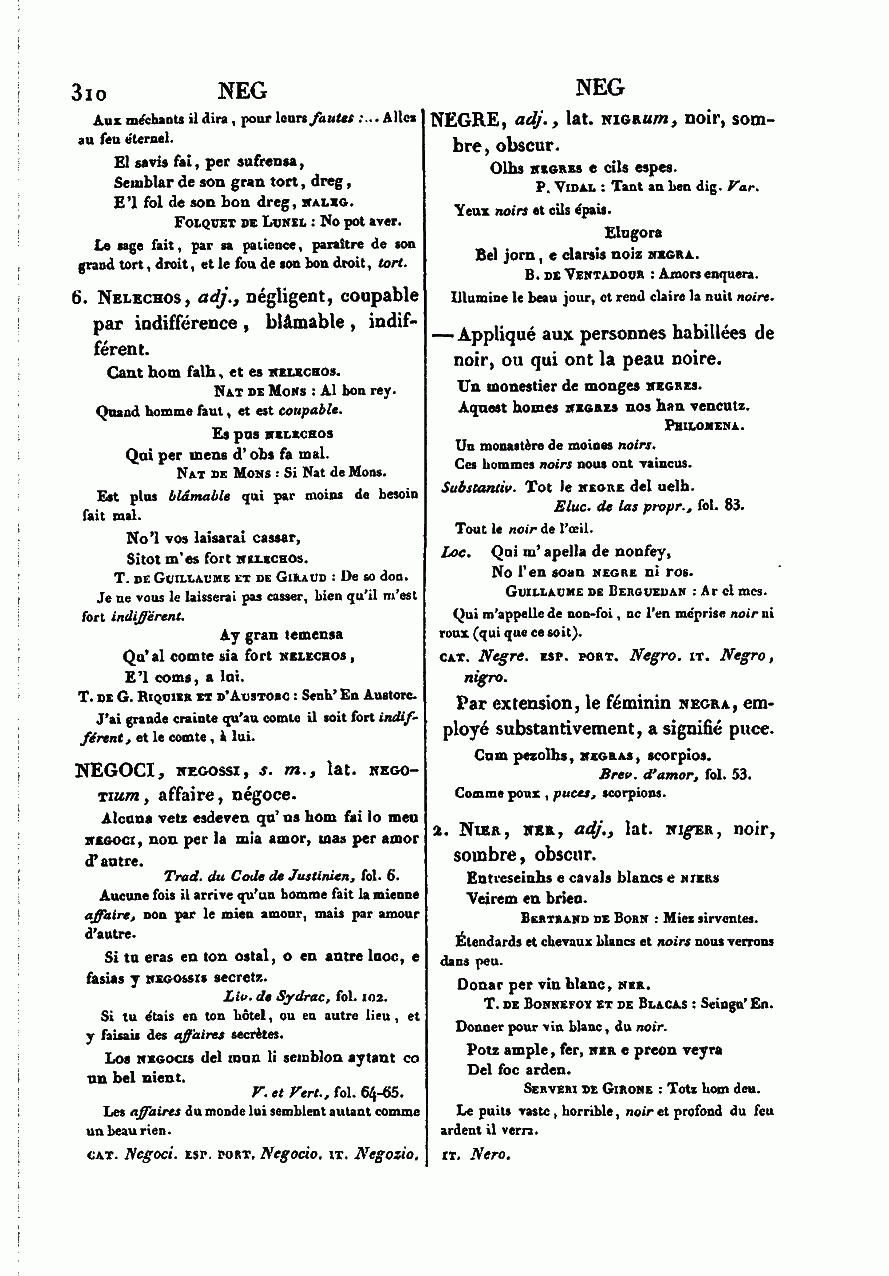 310 NEG NEG
Aux méchants il dira, pour leurs fautes :... Allez
au feu éternel.
El savis fai, per sufrensa,
Semblar de son gran tort, dreg,
E'l fol de son bon dreg, NALEG.
FOLQUET DE LUNEL : No pot aver.
Le sage fait, par sa patience, paraître de son
grand tort, droit, et le fou de son bon droit, tort.
6. NELECHOS, adj., négligent, coupable
par indifférence, blâmable, indif-
férent.
Cant hom falh, et es NELECHOS.
NAT DE MONS : Al bon rey.
Quand homme faut, et est coupable.
Es pus NELECHOS
Qui per mens d'obs fa mal.
NAT DE MONS : Si Nat de Mons.
Est plus blâmable qui par moins de besoin
fait mal.
No'l vos laisarai cassar,
Sitot m'es fort NELECHOS.
T. DE GUILLAUME ET DE GIRAUD : De so don.
Je ne vous le laisserai pas casser, bien qu'il m'est
fort indifférent.
Ay gran temensa
Qu'al comte sia fort NELECHOS,
E'l coms, a lui.
T. DE G. RIQUIER ET D'AUSTORC : Senh' En Austorc.
J'ai grande crainte qu'au comte il soit fort indif-
férent, et le comte, à lui.
NEGOCI, NEGOSSI, s. m., lat. NEGO-
TIum, affaire, négoce.
Alcuna vetz esdeven qu'us hom fai lo meu
NEGOCI, non per la mia amor, mas per amor
d'autre.
Trad. du Code de Justinien, fol. 6.
Aucune fois il arrive qu'un homme fait la mienne
affaire, non par le mien amour, mais par amour
d'autre.
Si tu eras en ton ostal, o en autre luoc, e
fasias y NEGOSSIS secretz.
Liv. de Sydrac, fol. 102.
Si tu étais en ton hôtel, ou en autre lieu, et
y faisais des affaires secrètes.
Los NEGOCIS del mun li semblon aytant co
un bel nient.
V. et Vert., fol. 64-65.
Les affaires du monde lui semblent autant comme
un beau rien.
CAT. Negoci. ESP. PORT. Negocio. IT. Negozio.
NEGRE, adj., lat. NIGRum, noir, som-
bre, obscur.
Olhs NEGRES e cils espes.
P. VIDAL : Tant an ben dig. Var.
Yeux noirs et cils épais.
Elugora
Bel jorn, e clarsis noiz NEGRA.
B. DE VENTADOUR : Amors enquera.
Illumine le beau jour, et rend claire la nuit noire.
— Appliqué aux personnes habillées de
noir, ou qui ont la peau noire.
Un monestier de monges NEGRES.
Aquest homes NEGRES nos han vencutz.
PHILOMENA.
Un monastère de moines noirs.
Ces hommes noirs nous ont vaincus.
Substantiv. Tot le NEGRE del uelh.
Eluc. de las propr., fol. 83.
Tout le noir de l'œil.
Loc. Qui m'apella de nonfey,
No l'en soan NEGRE ni ros.
GUILLAUME DE BERGUEDAN : Ar el mes.
Qui m'appelle de non-foi, ne l'en méprise noir ni
roux (qui que ce soit).
CAT. Negre. ESP. PORT. Negro. IT. Negro,
nigro.
Par extension, le féminin NEGRA, em-
ployé substantivement, a signifié puce.
Cum pezolhs, NEGRAS, scorpios.
Brev. d'amor, fol. 53.
Comme poux, puces, scorpions.
2. NIER, NER, adj., lat. NIgER, noir,
sombre, obscur.
Entreseinhs e cavals blancs e NIERS
Veirem en brieu.
BERTRAND DE BORN : Miez sirventes.
Étendards et chevaux blancs et noirs nous verrons
dans peu.
Donar per vin blanc, NER.
T. DE BONNEFOY ET DE BLACAS : Seingn' En.
Donner pour vin blanc, du noir.
Potz ample, fer, NER e preon veyra
Del foc arden.
SERVERI DE GIRONE : Totz hom deu.
Le puits vaste, horrible, noir et profond du feu
ardent il verra.
IT. Nero.